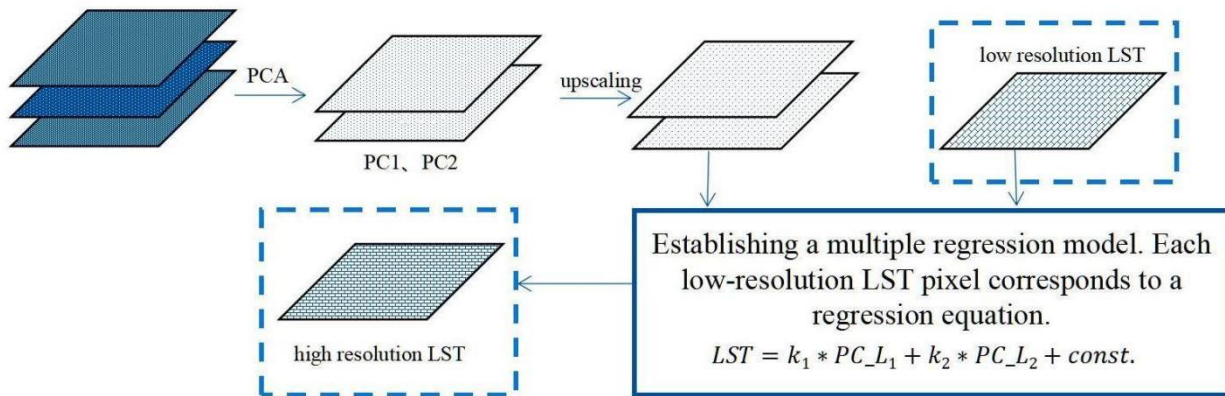 PCA
upscaling
low resolution LST
PC1、PC2
Establishing a multiple regression model. Each
low-resolution LST pixel corresponds to a
regression equation.
LST = k₁ * PC_L₁ + k₂ * PC_L₂ + const.
high resolution LST